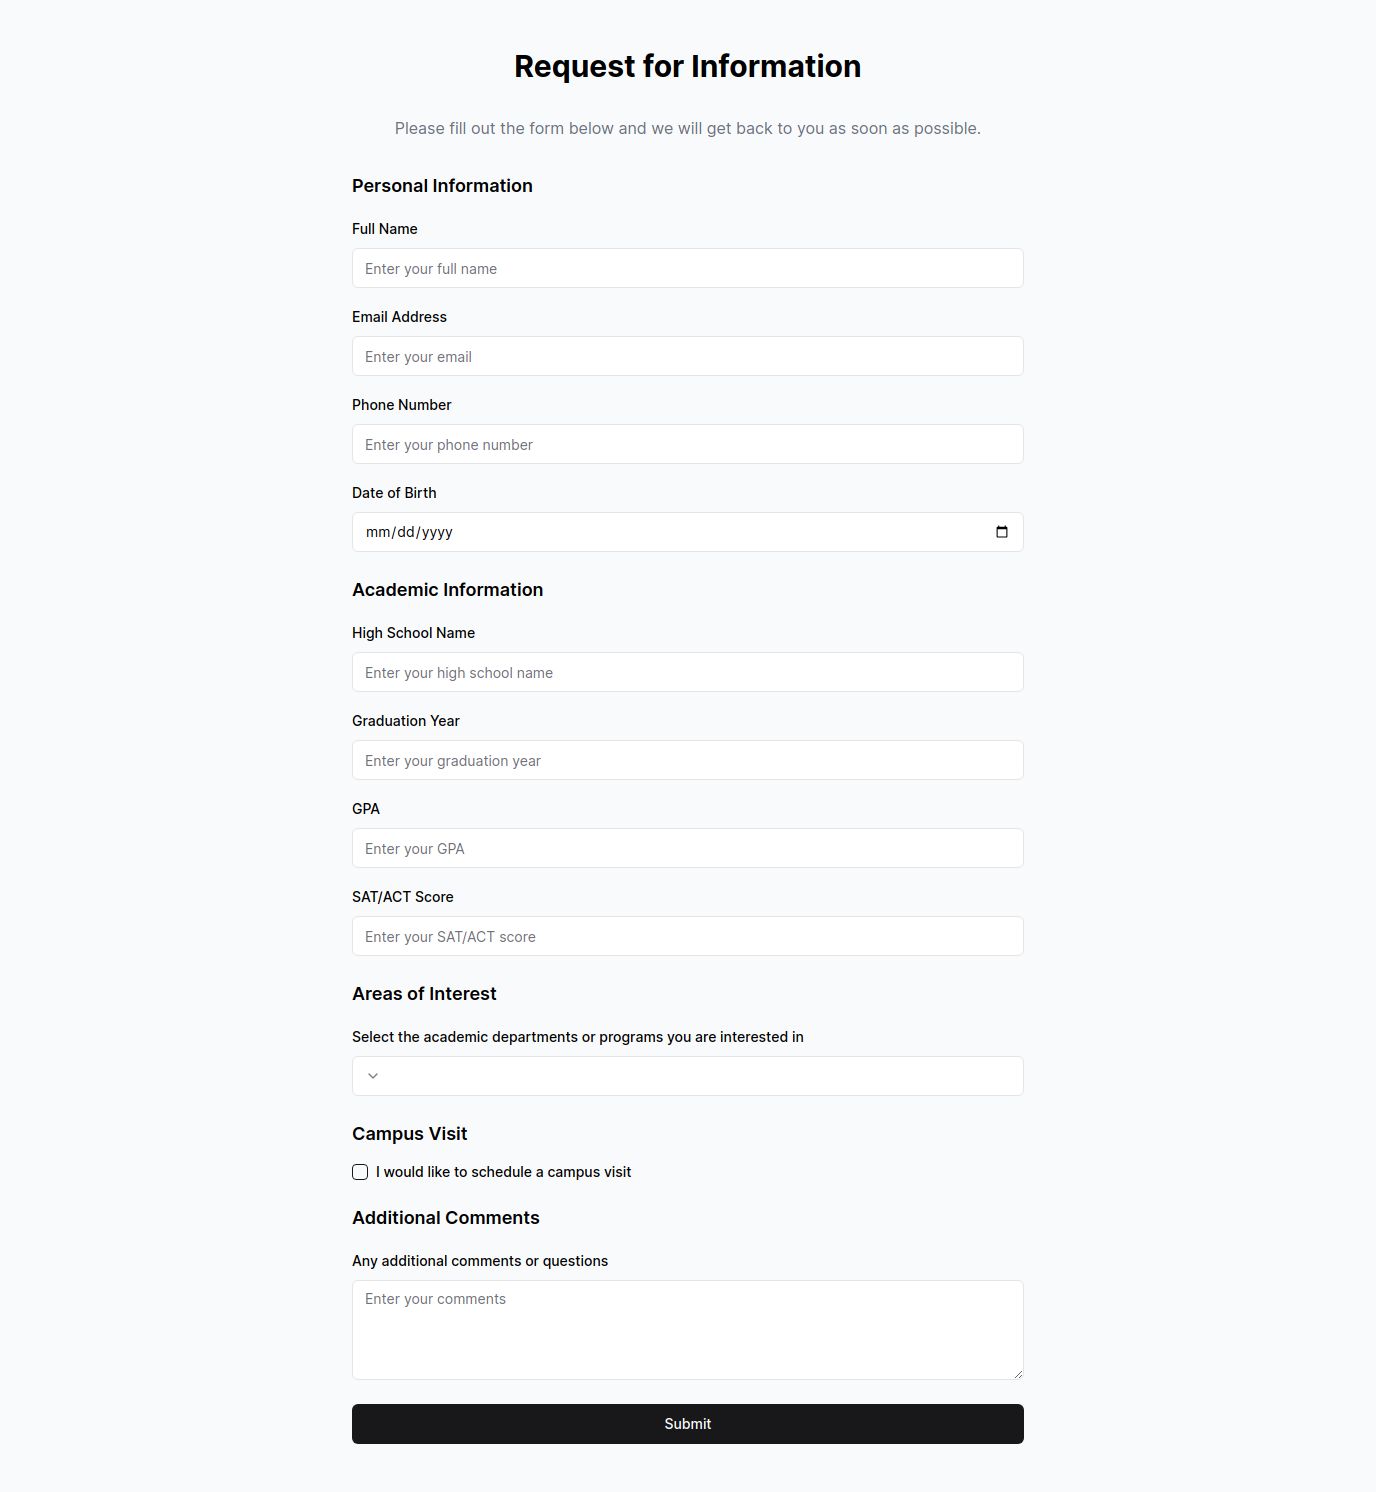 Request for Information
Please fill out the form below and we will get back to you as soon as possible.
Personal Information
Full Name
Enter your full name
Email Address
Enter your email
Phone Number
Enter your phone number
Date of Birth
mm/dd/yyyy
Academic Information
High School Name
Enter your high school name
Graduation Year
Enter your graduation year
GPA
Enter your GPA
SAT/ACT Score
Enter your SAT/ACT score
Areas of Interest
Select the academic departments or programs you are interested in
Campus Visit
I would like to schedule a campus visit
Additional Comments
Any additional comments or questions
Enter your comments
Submit